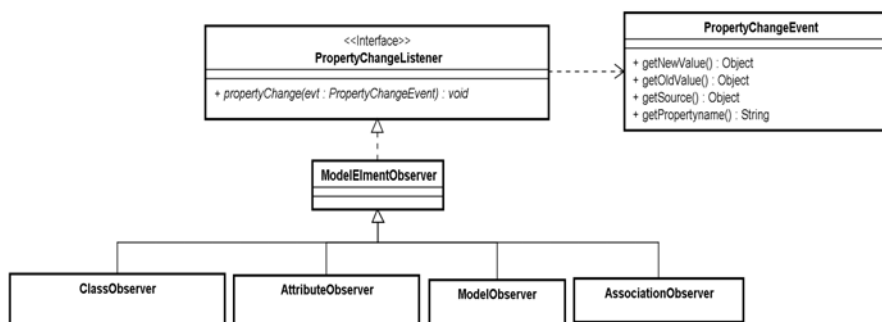 <<Interface>>
PropertyChangeListener
+ propertyChange(evt : PropertyChangeEvent) : void
PropertyChangeEvent
+ getNewValue() : Object
+ getOldValue() : Object
+ getSource() : Object
+ getPropertyname() : String
ModelElmentObserver
ClassObserver
AttributeObserver
ModelObserver
AssociationObserver